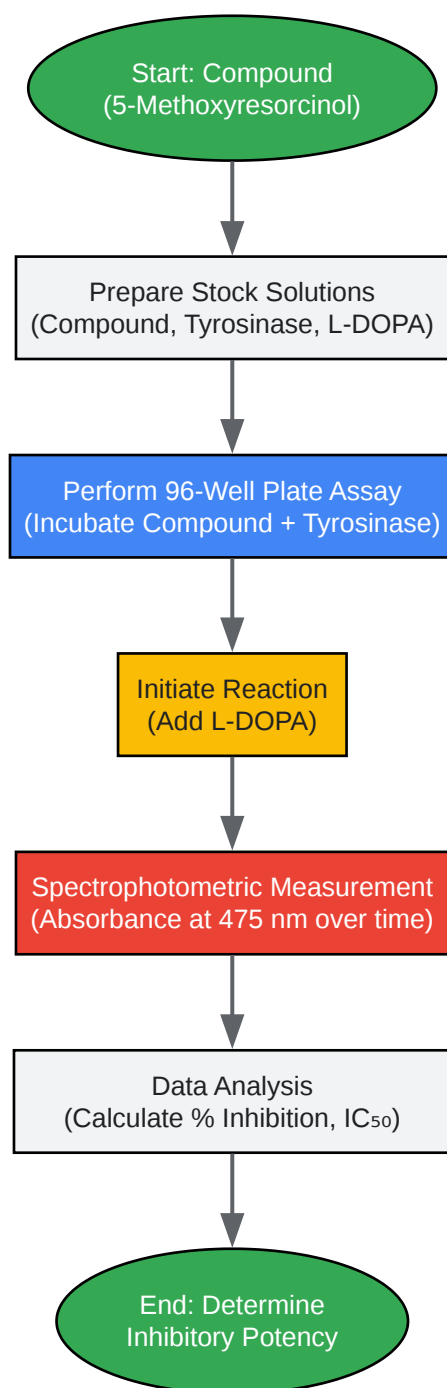 Start: Compound
(5-Methoxyresorcinol)
Prepare Stock Solutions
(Compound, Tyrosinase, L-DOPA)
Perform 96-Well Plate Assay
(Incubate Compound + Tyrosinase)
Initiate Reaction
(Add L-DOPA)
Spectrophotometric Measurement
(Absorbance at 475 nm over time)
Data Analysis
(Calculate % Inhibition, IC₅₀)
End: Determine
Inhibitory Potency